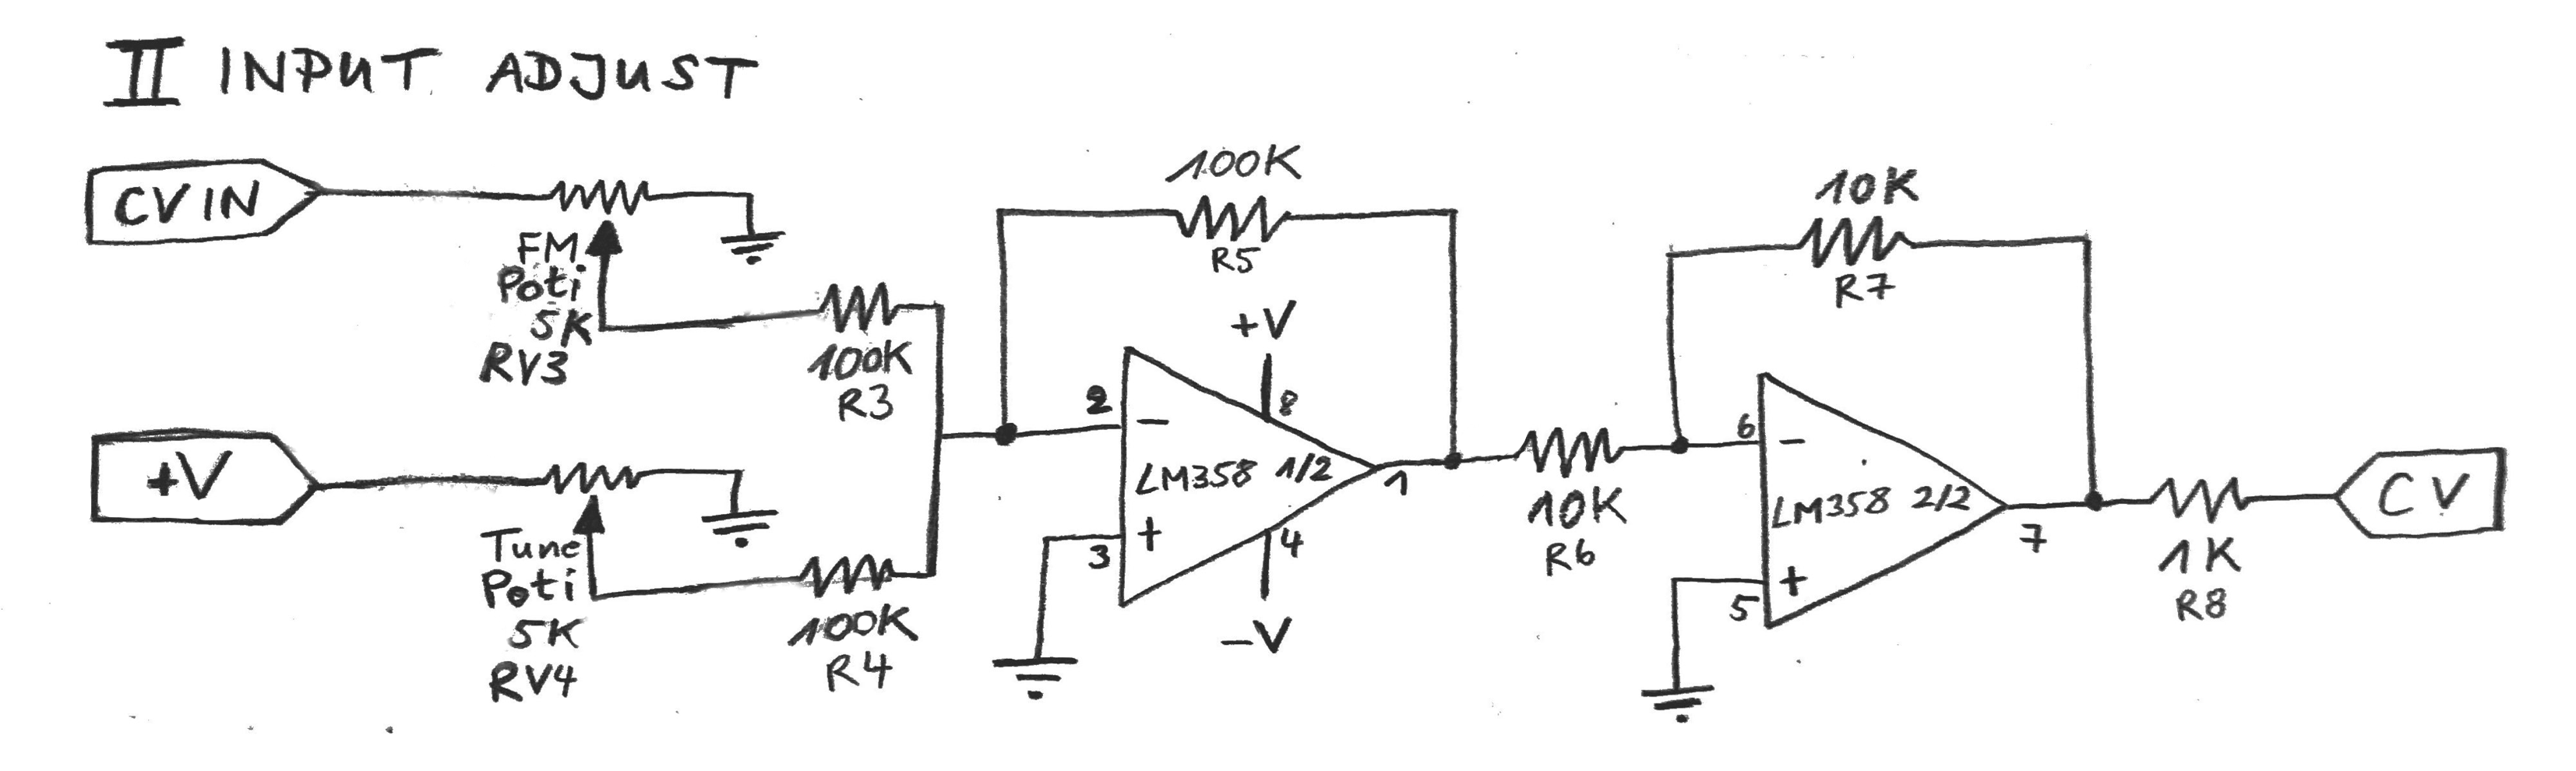 II INPUT ADJUST
CV IN
FM
Poti
5K
RV3
100K
R3
+V
Tune
Poti
5K
RV4
100K
R4
100K
R5
+V
8
2
−
LM358 1/2
1
+
3
4
−V
10K
R6
10K
R7
6
−
LM358 2/2
7
+
5
1K
R8
CV